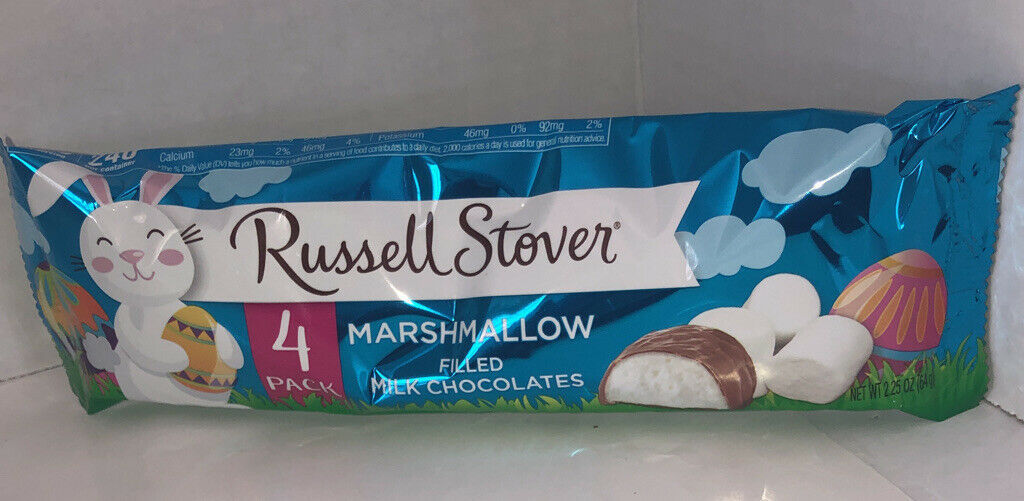 Potassium 46mg 0% 92mg 2%
240 Calcium 23mg 2% 46mg 4%
container
*The % Daily Value (DV) tells you how much a nutrient in a serving of food contributes to a daily diet. 2,000 calories a day is used for general nutrition advice.
Russell Stover®
4
PACK
MARSHMALLOW
FILLED
MILK CHOCOLATES
NET WT 2.25 OZ (64g)